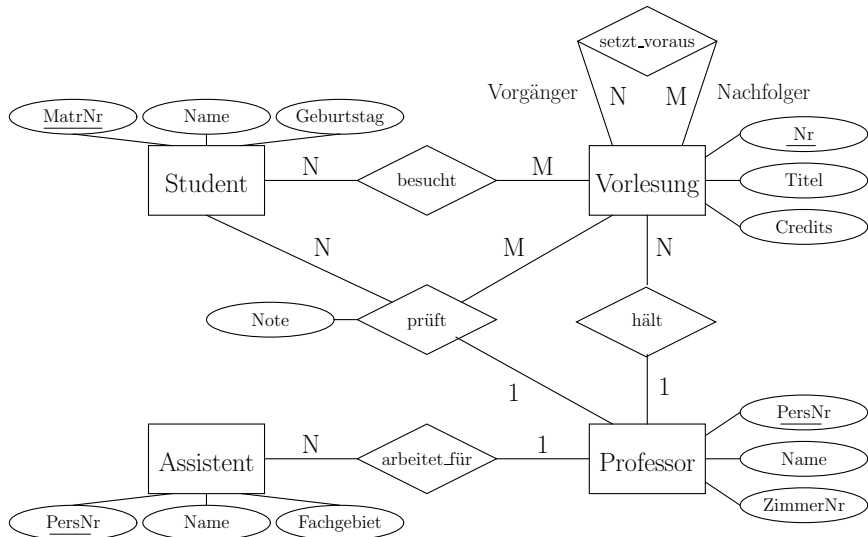 setzt_voraus
Vorgänger N M Nachfolger
MatrNr Name Geburtstag
Nr
Student N besucht M Vorlesung
Titel
Credits
N M N
Note prüft hält
1 1
PersNr
Assistent N arbeitet_für 1 Professor
Name
ZimmerNr
PersNr Name Fachgebiet